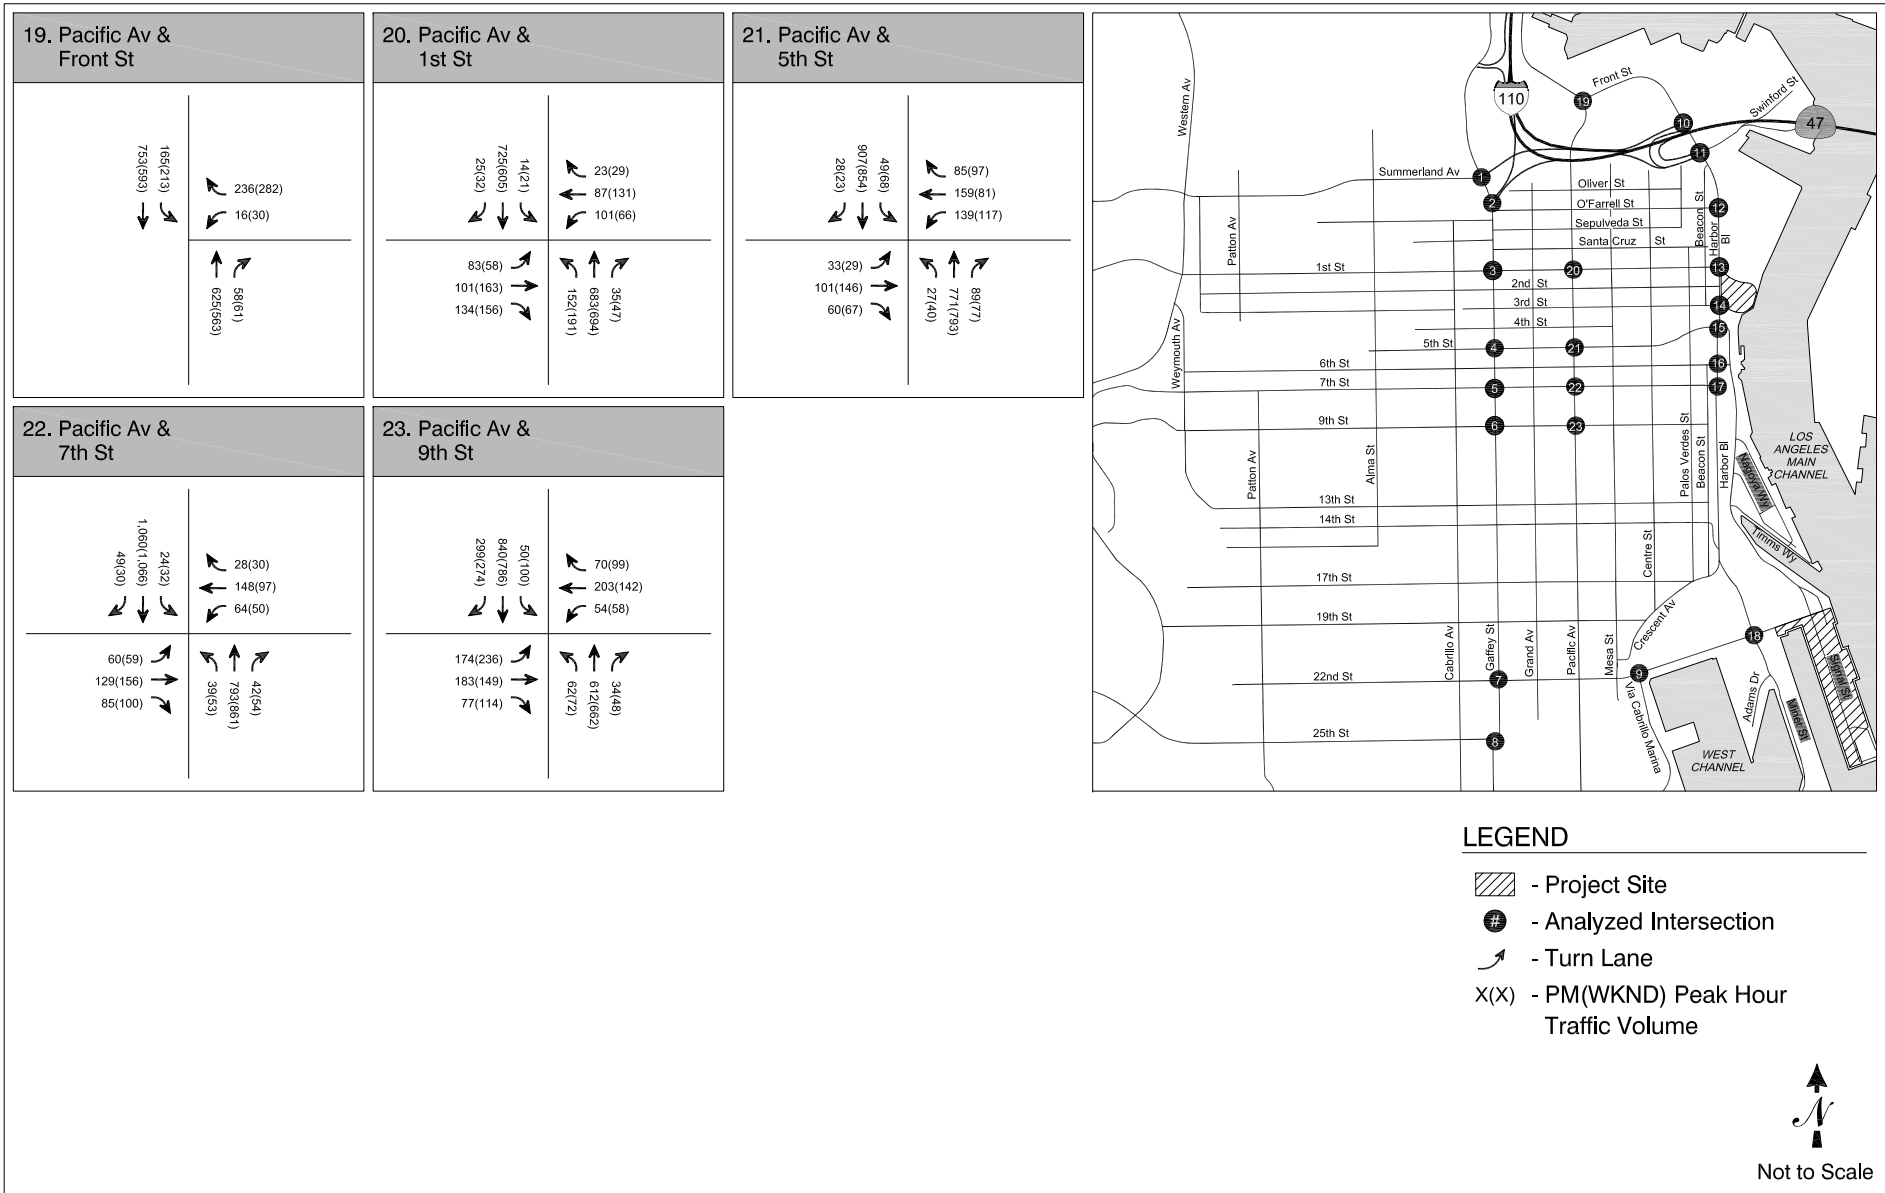 19. Pacific Av &
Front St
753(593)
165(213)
236(282)
16(30)
625(563)
58(61)
20. Pacific Av &
1st St
25(32)
725(605)
14(21)
23(29)
87(131)
101(66)
83(58)
101(163)
134(156)
152(191)
683(694)
35(47)
21. Pacific Av &
5th St
28(23)
907(854)
49(68)
85(97)
159(81)
139(117)
33(29)
101(146)
60(67)
27(40)
771(793)
89(77)
22. Pacific Av &
7th St
49(30)
1,060(1,066)
24(32)
28(30)
148(97)
64(50)
60(59)
129(156)
85(100)
39(53)
793(861)
42(54)
23. Pacific Av &
9th St
299(274)
840(786)
50(100)
70(99)
203(142)
54(58)
174(236)
183(149)
77(114)
62(72)
612(662)
34(48)
Western Av
110
Front St
19
Swinford St
10
47
11
Summerland Av
1
Oliver St
2
O'Farrell St
12
Sepulveda St
Santa Cruz St
Patton Av
Beacon St
Harbor Bl
1st St
3
20
13
2nd St
3rd St
14
4th St
15
5th St
4
21
Weymouth Av
6th St
16
7th St
5
22
17
9th St
6
23
Patton Av
Alma St
Palos Verdes St
Beacon St
Harbor Bl
LOS
ANGELES
MAIN
CHANNEL
Nagoya Wy
13th St
14th St
Timms Wy
Centre St
17th St
19th St
Crescent Av
Cabrillo Av
Gaffey St
Grand Av
Pacific Av
Mesa St
18
22nd St
7
9
Via Cabrillo Marina
Adams Dr
Miner St
Signal St
25th St
8
WEST
CHANNEL
LEGEND
- Project Site
# - Analyzed Intersection
- Turn Lane
X(X) - PM(WKND) Peak Hour
Traffic Volume
N
Not to Scale